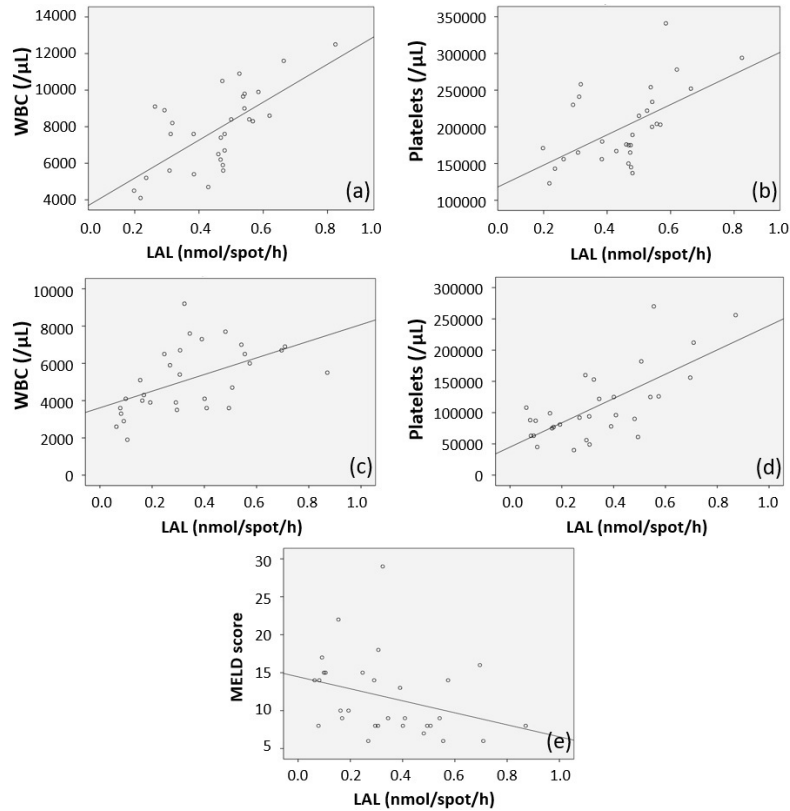 14000
12000
10000
8000
6000
4000
WBC (/µL)
(a)
0.0 0.2 0.4 0.6 0.8 1.0
LAL (nmol/spot/h)
350000
300000
250000
200000
150000
100000
Platelets (/µL)
(b)
0.0 0.2 0.4 0.6 0.8 1.0
LAL (nmol/spot/h)
10000
8000
6000
4000
2000
0
WBC (/µL)
(c)
0.0 0.2 0.4 0.6 0.8 1.0
LAL (nmol/spot/h)
300000
250000
200000
150000
100000
50000
0
Platelets (/µL)
(d)
0.0 0.2 0.4 0.6 0.8 1.0
LAL (nmol/spot/h)
30
25
20
15
10
5
MELD score
(e)
0.0 0.2 0.4 0.6 0.8 1.0
LAL (nmol/spot/h)